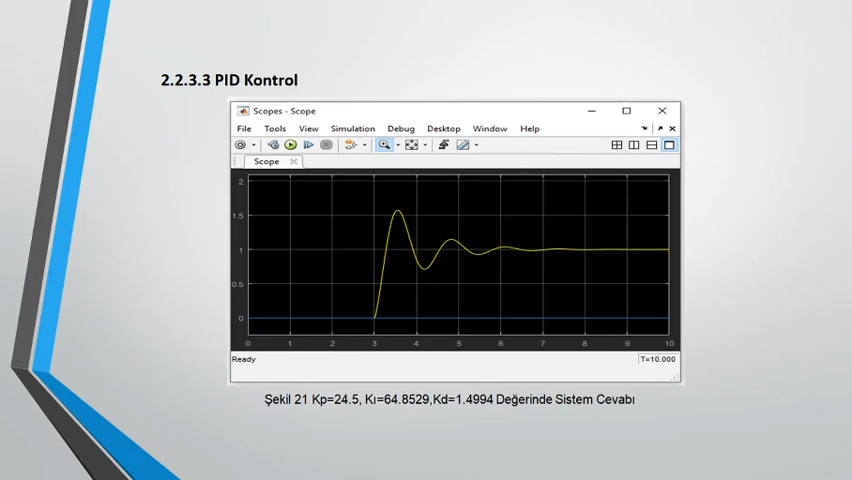 2.2.3.3 PID Kontrol
Scopes - Scope
File Tools View Simulation Debug Desktop Window Help
Scope
2
1.5
1
0.5
0
0 1 2 3 4 5 6 7 8 9 10
Ready T=10.000
Şekil 21 Kp=24.5, Kı=64.8529,Kd=1.4994 Değerinde Sistem Cevabı